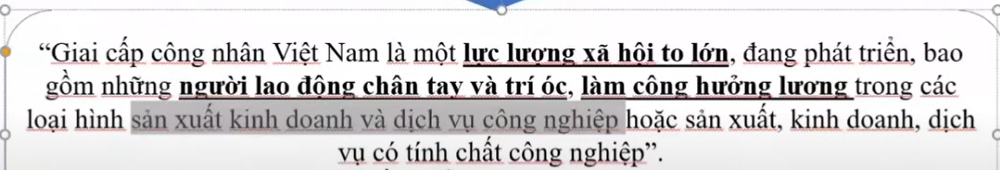 “Giai cấp công nhân Việt Nam là một lực lượng xã hội to lớn, đang phát triển, bao
gồm những người lao động chân tay và trí óc, làm công hưởng lương trong các
loại hình sản xuất kinh doanh và dịch vụ công nghiệp hoặc sản xuất, kinh doanh, dịch
vụ có tính chất công nghiệp”.